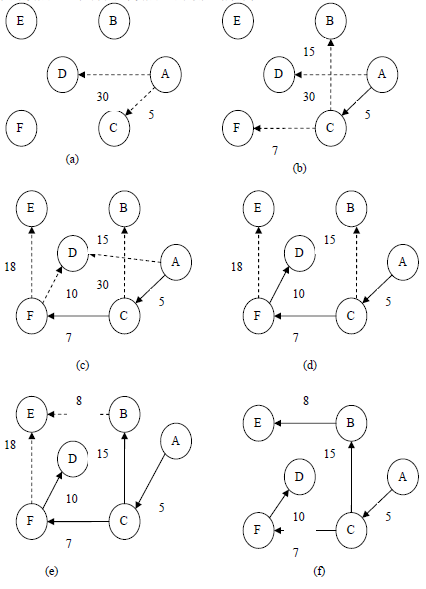 E B E B
15
D A D A
30 30
5 5
F C F C
7
(a) (b)
E B E B
15 15
D D
A A
18 18
10 30 10
5 5
F C F C
7 7
(c) (d)
8 8
E B E B
A
18 15 15
D D A
10 10
5 5
F C F C
7 7
(e) (f)